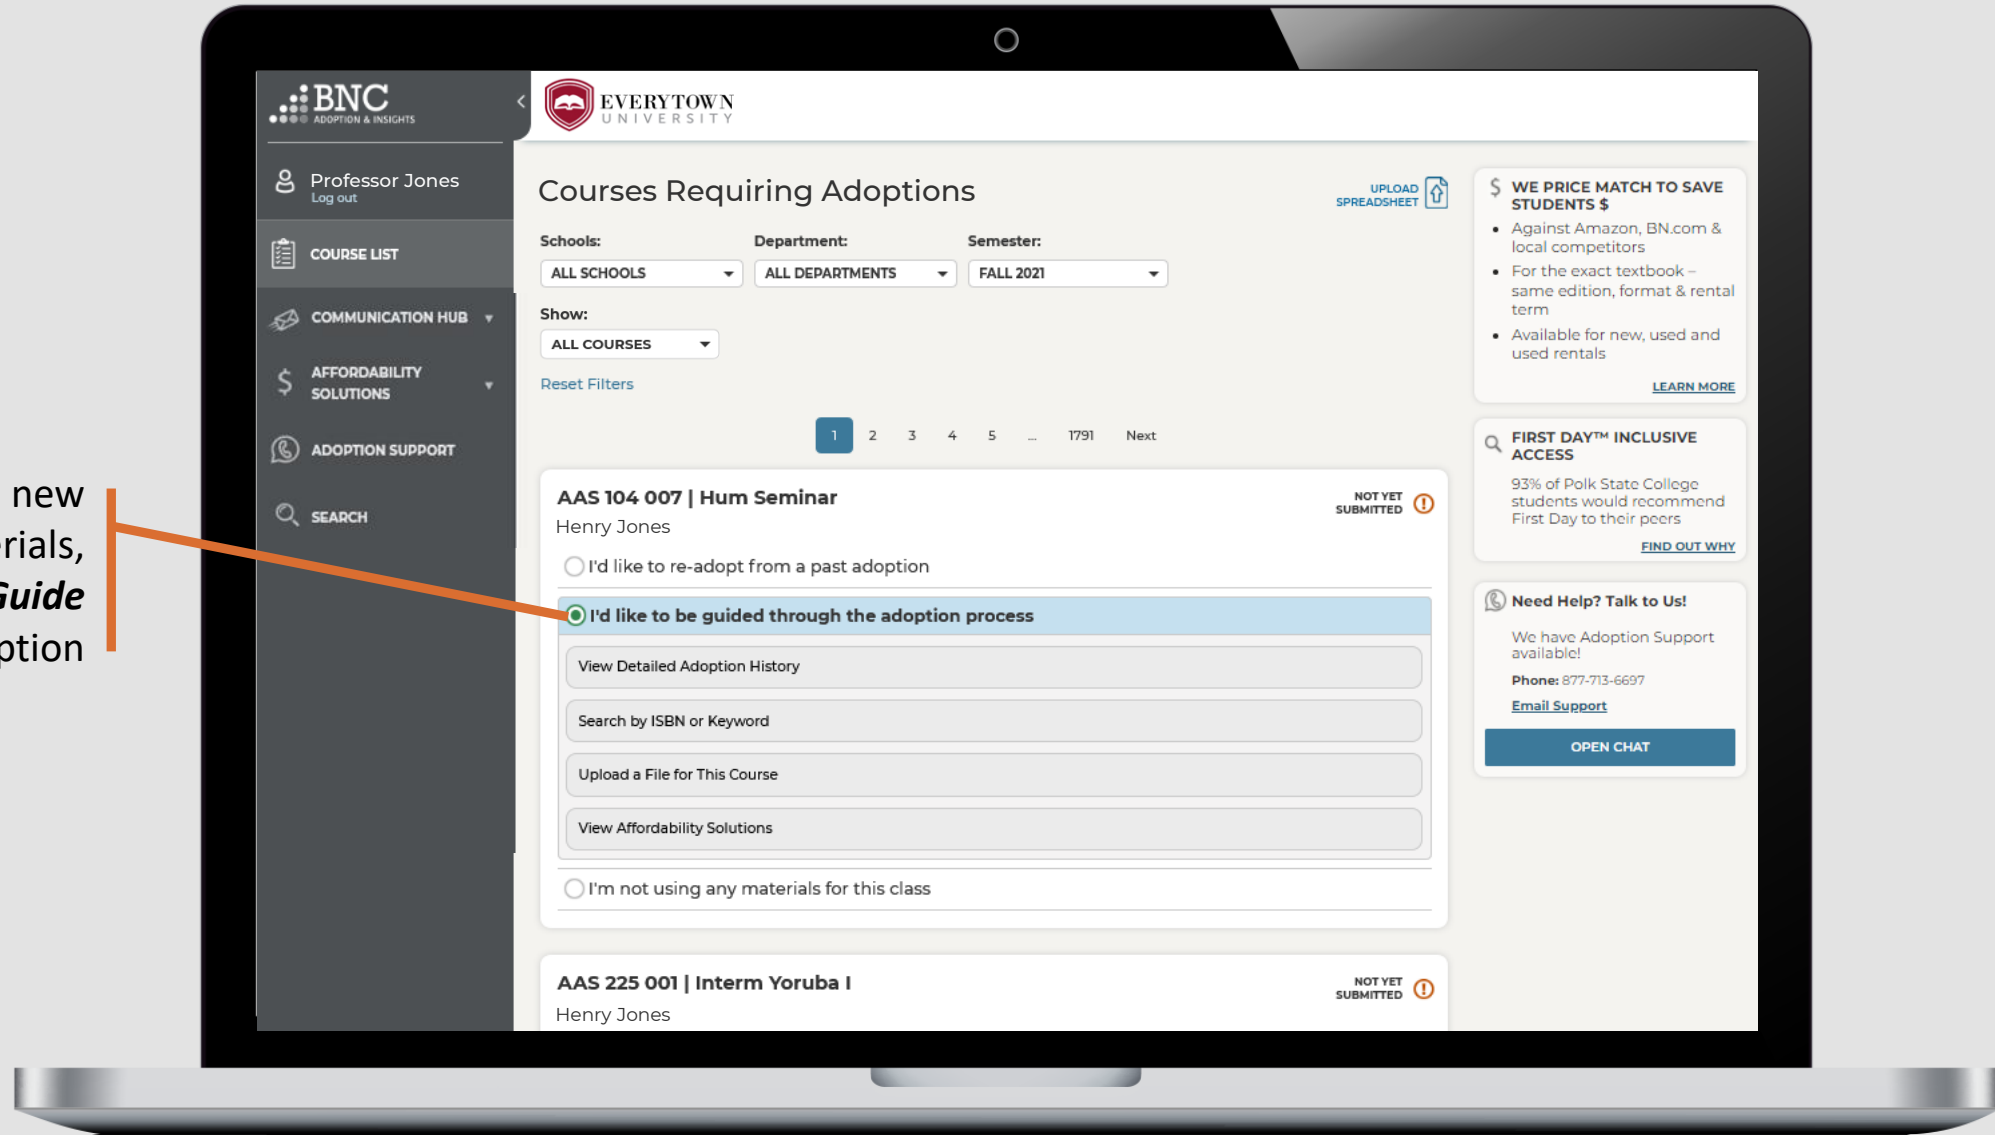 new
Guide
BNC
ADOPTION & INSIGHTS
Professor Jones
Log out
COURSE LIST
COMMUNICATION HUB
AFFORDABILITY
SOLUTIONS
ADOPTION SUPPORT
SEARCH
EVERYTOWN
UNIVERSITY
Courses Requiring Adoptions
UPLOAD
SPREADSHEET
Schools:
ALL SCHOOLS
Department:
ALL DEPARTMENTS
Semester:
FALL 2021
Show:
ALL COURSES
Reset Filters
1 2 3 4 5 ... 1791 Next
AAS 104 007 | Hum Seminar
NOT YET
SUBMITTED
Henry Jones
I'd like to re-adopt from a past adoption
I'd like to be guided through the adoption process
View Detailed Adoption History
Search by ISBN or Keyword
Upload a File for This Course
View Affordability Solutions
I'm not using any materials for this class
AAS 225 001 | Interm Yoruba I
NOT YET
SUBMITTED
Henry Jones
$ WE PRICE MATCH TO SAVE
STUDENTS $
• Against Amazon, BN.com &
local competitors
• For the exact textbook –
same edition, format & rental
term
• Available for new, used and
used rentals
LEARN MORE
FIRST DAY™ INCLUSIVE
ACCESS
93% of Polk State College
students would recommend
First Day to their peers
FIND OUT WHY
Need Help? Talk to Us!
We have Adoption Support
available!
Phone: 877-713-6697
Email Support
OPEN CHAT